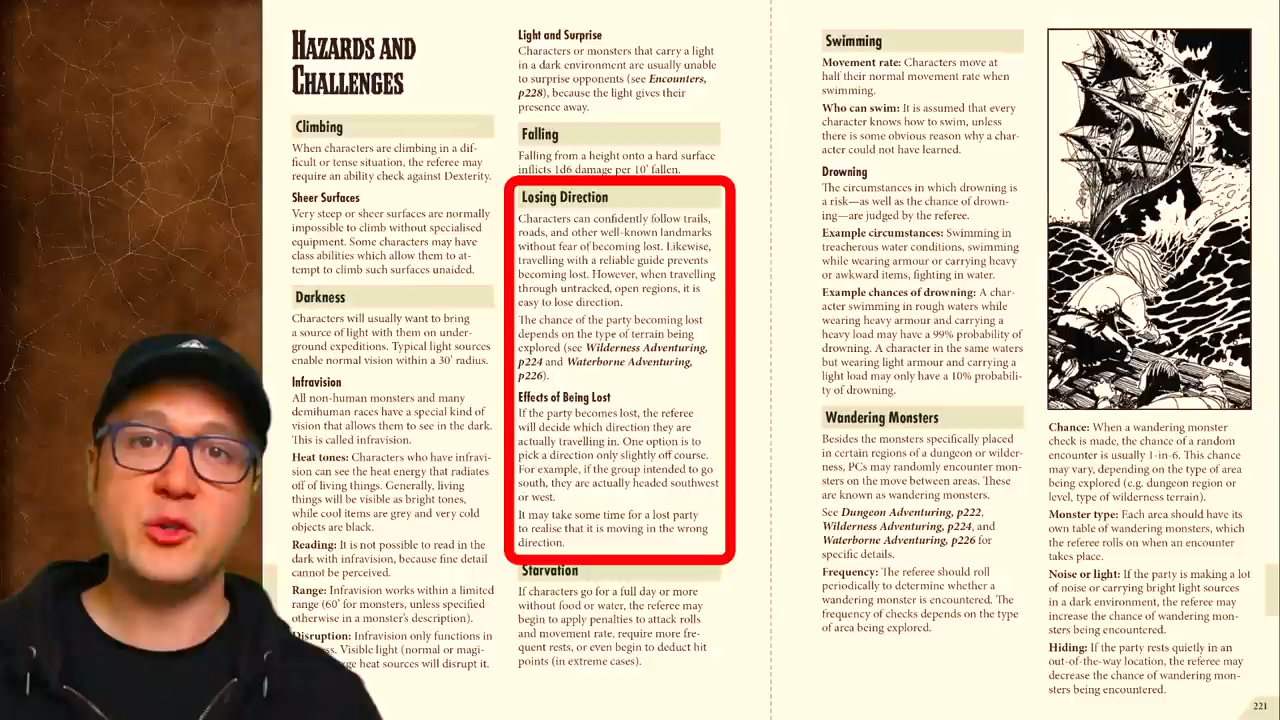 HAZARDS AND
CHALLENGES
Climbing
When characters are climbing in a dif-
ficult or tense situation, the referee may
require an ability check against Dexterity.
Sheer Surfaces
Very steep or sheer surfaces are normally
impossible to climb without specialised
equipment. Some characters may have
class abilities which allow them to at-
tempt to climb such surfaces unaided.
Darkness
Characters will usually want to bring
a source of light with them on under-
ground expeditions. Typical light sources
enable normal vision within a 30' radius.
Infravision
All non-human monsters and many
demihuman races have a special kind of
vision that allows them to see in the dark.
This is called infravision.
Heat tones: Characters who have infravi-
sion can see the heat energy that radiates
off of living things. Generally, living
things will be visible as bright tones,
while cool items are grey and very cold
objects are black.
Reading: It is not possible to read in the
dark with infravision, because fine detail
cannot be perceived.
Range: Infravision works within a limited
range (60' for monsters, unless specified
otherwise in a monster's description).
Disruption: Infravision only functions in
Visible light (normal or magi-
heat sources will disrupt it.
Light and Surprise
Characters or monsters that carry a light
in a dark environment are usually unable
to surprise opponents (see Encounters,
p228), because the light gives their
presence away.
Falling
Falling from a height onto a hard surface
inflicts 1d6 damage per 10' fallen.
Losing Direction
Characters can confidently follow trails,
roads, and other well-known landmarks
without fear of becoming lost. Likewise,
travelling with a reliable guide prevents
becoming lost. However, when travelling
through untracked, open regions, it is
easy to lose direction.
The chance of the party becoming lost
depends on the type of terrain being
explored (see Wilderness Adventuring,
p224 and Waterborne Adventuring,
p226).
Effects of Being Lost
If the party becomes lost, the referee
will decide which direction they are
actually travelling in. One option is to
pick a direction only slightly off course.
For example, if the group intended to go
south, they are actually headed southwest
or west.
It may take some time for a lost party
to realise that it is moving in the wrong
direction.
Starvation
If characters go for a full day or more
without food or water, the referee may
begin to apply penalties to attack rolls
and movement rate, require more fre-
quent rests, or even begin to deduct hit
points (in extreme cases).
Swimming
Movement rate: Characters move at
half their normal movement rate when
swimming.
Who can swim: It is assumed that every
character knows how to swim, unless
there is some obvious reason why a char-
acter could not have learned.
Drowning
The circumstances in which drowning is
a risk—as well as the chance of drown-
ing—are judged by the referee.
Example circumstances: Swimming in
treacherous water conditions, swimming
while wearing armour or carrying heavy
or awkward items, fighting in water.
Example chances of drowning: A char-
acter swimming in rough waters while
wearing heavy armour and carrying a
heavy load may have a 99% probability of
drowning. A character in the same waters
but wearing light armour and carrying a
light load may only have a 10% probabili-
ty of drowning.
Wandering Monsters
Besides the monsters specifically placed
in certain regions of a dungeon or wilder-
ness, PCs may randomly encounter mon-
sters on the move between areas. These
are known as wandering monsters.
See Dungeon Adventuring, p222,
Wilderness Adventuring, p224, and
Waterborne Adventuring, p226 for
specific details.
Frequency: The referee should roll
periodically to determine whether a
wandering monster is encountered. The
frequency of checks depends on the type
of area being explored.
Chance: When a wandering monster
check is made, the chance of a random
encounter is usually 1-in-6. This chance
may vary, depending on the type of area
being explored (e.g. dungeon region or
level, type of wilderness terrain).
Monster type: Each area should have its
own table of wandering monsters, which
the referee rolls on when an encounter
takes place.
Noise or light: If the party is making a lot
of noise or carrying bright light sources
in a dark environment, the referee may
increase the chance of wandering mon-
sters being encountered.
Hiding: If the party rests quietly in an
out-of-the-way location, the referee may
decrease the chance of wandering mon-
sters being encountered.
221